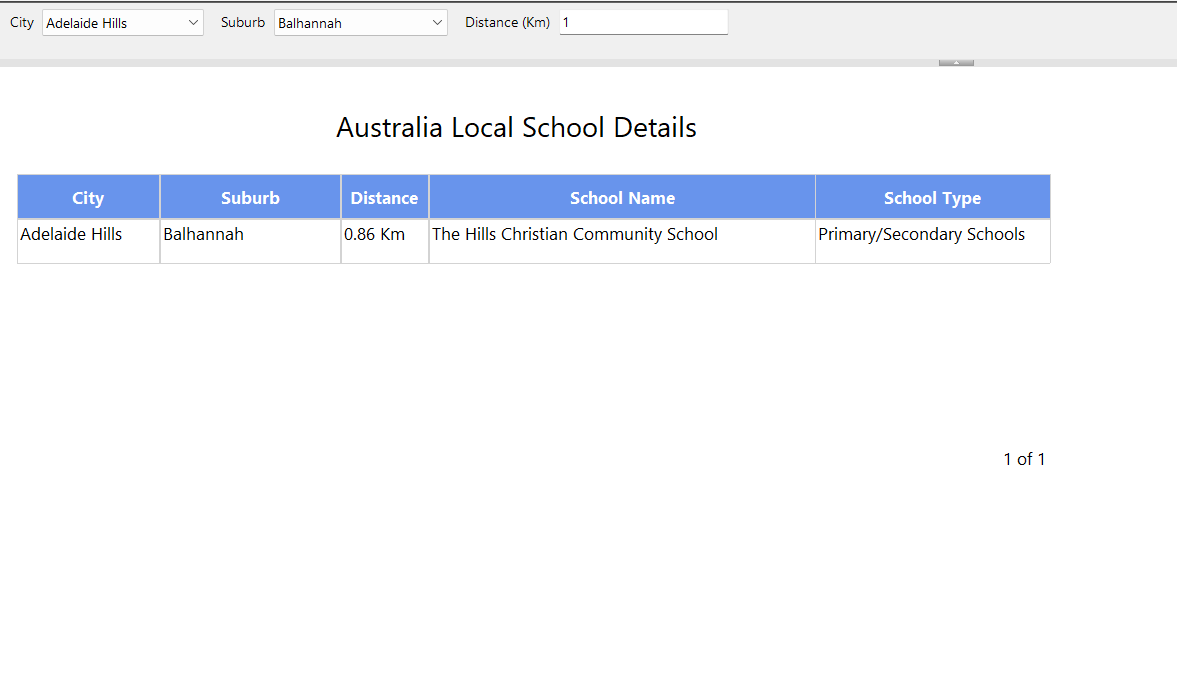 City Adelaide Hills Suburb Balhannah Distance (Km) 1
Australia Local School Details
City Suburb Distance School Name School Type
Adelaide Hills Balhannah 0.86 Km The Hills Christian Community School Primary/Secondary Schools
1 of 1